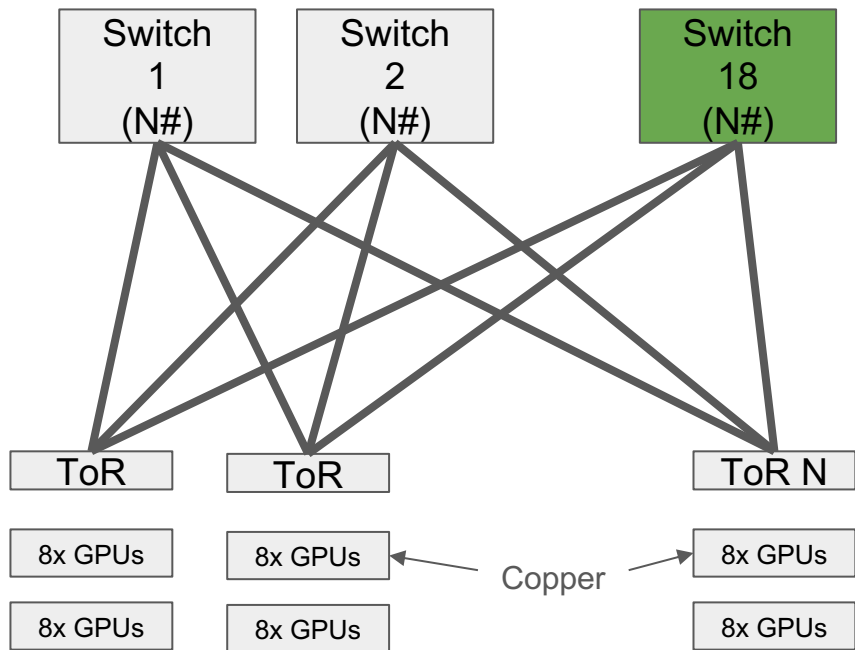 Switch
1
(N#)
Switch
2
(N#)
Switch
18
(N#)
ToR
ToR
ToR N
8x GPUs
8x GPUs
8x GPUs
Copper
8x GPUs
8x GPUs
8x GPUs